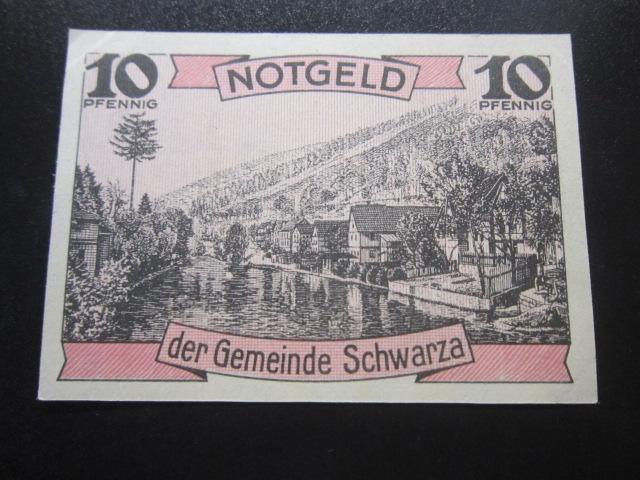 10 NOTGELD 10
PFENNIG PFENNIG
der Gemeinde Schwarza